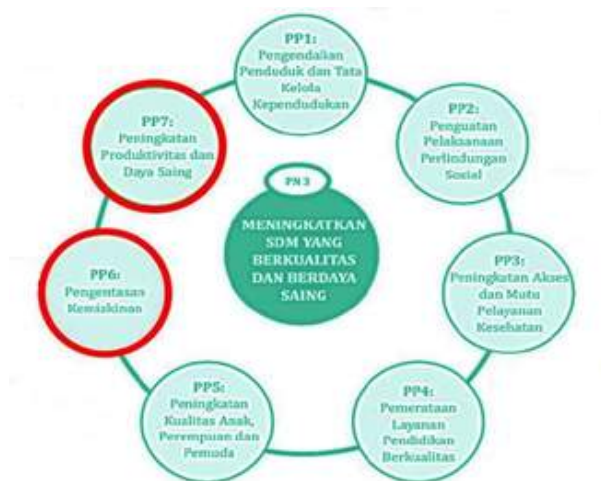 PP1:
Pengendalian
Penduduk dan Tata
Kelola
Kependudukan
PP2:
Penguatan
Pelaksanaan
Perlindungan
Sosial
PP3:
Peningkatan Akses
dan Mutu
Pelayanan
Kesehatan
PP4:
Pemerataan
Layanan
Pendidikan
Berkualitas
PP5:
Peningkatan
Kualitas Anak,
Perempuan dan
Pemuda
PP6:
Pengentasan
Kemiskinan
PP7:
Peningkatan
Produktivitas dan
Daya Saing
PN 3
MENINGKATKAN
SDM YANG
BERKUALITAS
DAN BERDAYA
SAING